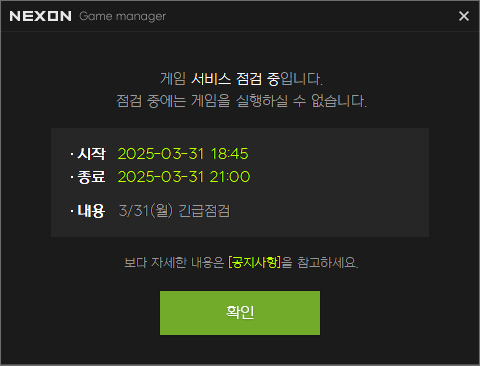 NEXON Game manager
게임 서비스 점검 중입니다.
점검 중에는 게임을 실행하실 수 없습니다.
· 시작 2025-03-31 18:45
· 종료 2025-03-31 21:00
· 내용 3/31(월) 긴급점검
보다 자세한 내용은 [공지사항]을 참고하세요.
확인